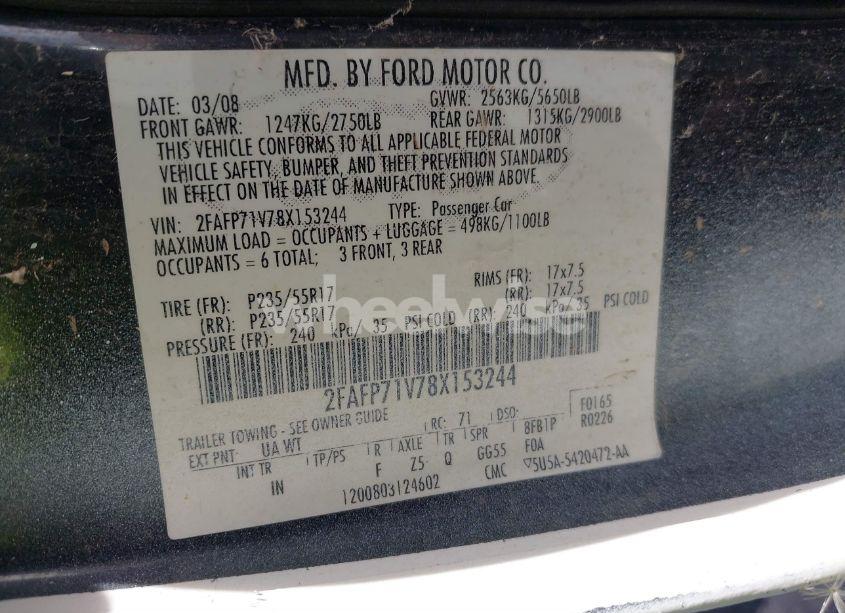 MFD. BY FORD MOTOR CO.
DATE: 03/08 GVWR: 2563KG/5650LB
FRONT GAWR: 1247KG/2750LB REAR GAWR: 1315KG/2900LB
THIS VEHICLE CONFORMS TO ALL APPLICABLE FEDERAL MOTOR
VEHICLE SAFETY, BUMPER, AND THEFT PREVENTION STANDARDS
IN EFFECT ON THE DATE OF MANUFACTURE SHOWN ABOVE.
VIN: 2FAFP71V78X153244 TYPE: Passenger Car
MAXIMUM LOAD = OCCUPANTS + LUGGAGE = 498KG/1100LB
OCCUPANTS = 6 TOTAL; 3 FRONT, 3 REAR
TIRE (FR): P235/55R17 RIMS (FR): 17x7.5
(RR): P235/55R17 (RR): 17x7.5
PRESSURE (FR): 240 kPa/ 35 PSI COLD (RR): 240 kPa/ 35 PSI COLD
wheelwise
2FAFP71V78X153244
TRAILER TOWING - SEE OWNER GUIDE RC: 71 DSO: F0165
EXT PNT: UA WT R AXLE TR SPR 8FB1P R0226
INT TR TP/PS F Z5 Q GG55 FOA
IN 1200803124602 CMC ▽5U5A-5420472-AA